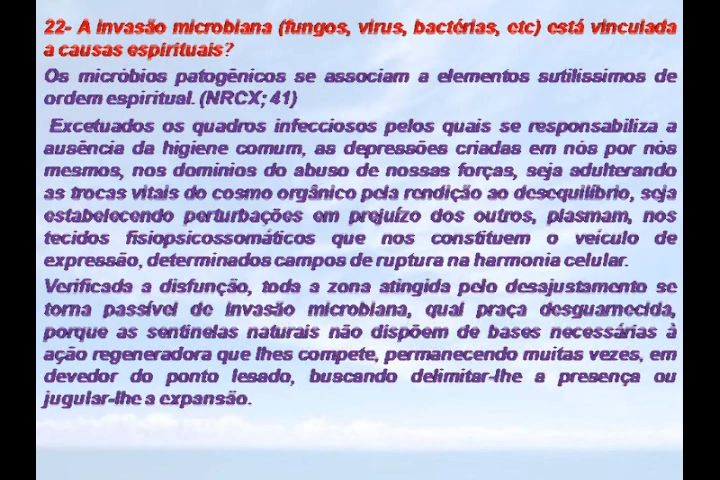 22- A invasão microbiana (fungos, virus, bactérias, etc) está vinculada
a causas espirituais?
Os micróbios patogênicos se associam a elementos sutilíssimos de
ordem espiritual. (NRCX; 41)
Excetuados os quadros infecciosos pelos quais se responsabiliza a
ausência da higiene comum, as depressões criadas em nós por nós
mesmos, nos domínios do abuso de nossas forças, seja adulterando
as trocas vitais do cosmo orgânico pela rendição ao desequilíbrio, seja
estabelecendo perturbações em prejuízo dos outros, plasmam, nos
tecidos fisiopsicossomáticos que nos constituem o veículo de
expressão, determinados campos de ruptura na harmonia celular.
Verificada a disfunção, toda a zona atingida pelo desajustamento se
torna passível de invasão microbiana, qual praça desguarnecida,
porque as sentinelas naturais não dispõem de bases necessárias à
ação regeneradora que lhes compete, permanecendo muitas vezes, em
devedor do ponto lesado, buscando delimitar-lhe a presença ou
jugular-lhe a expansão.